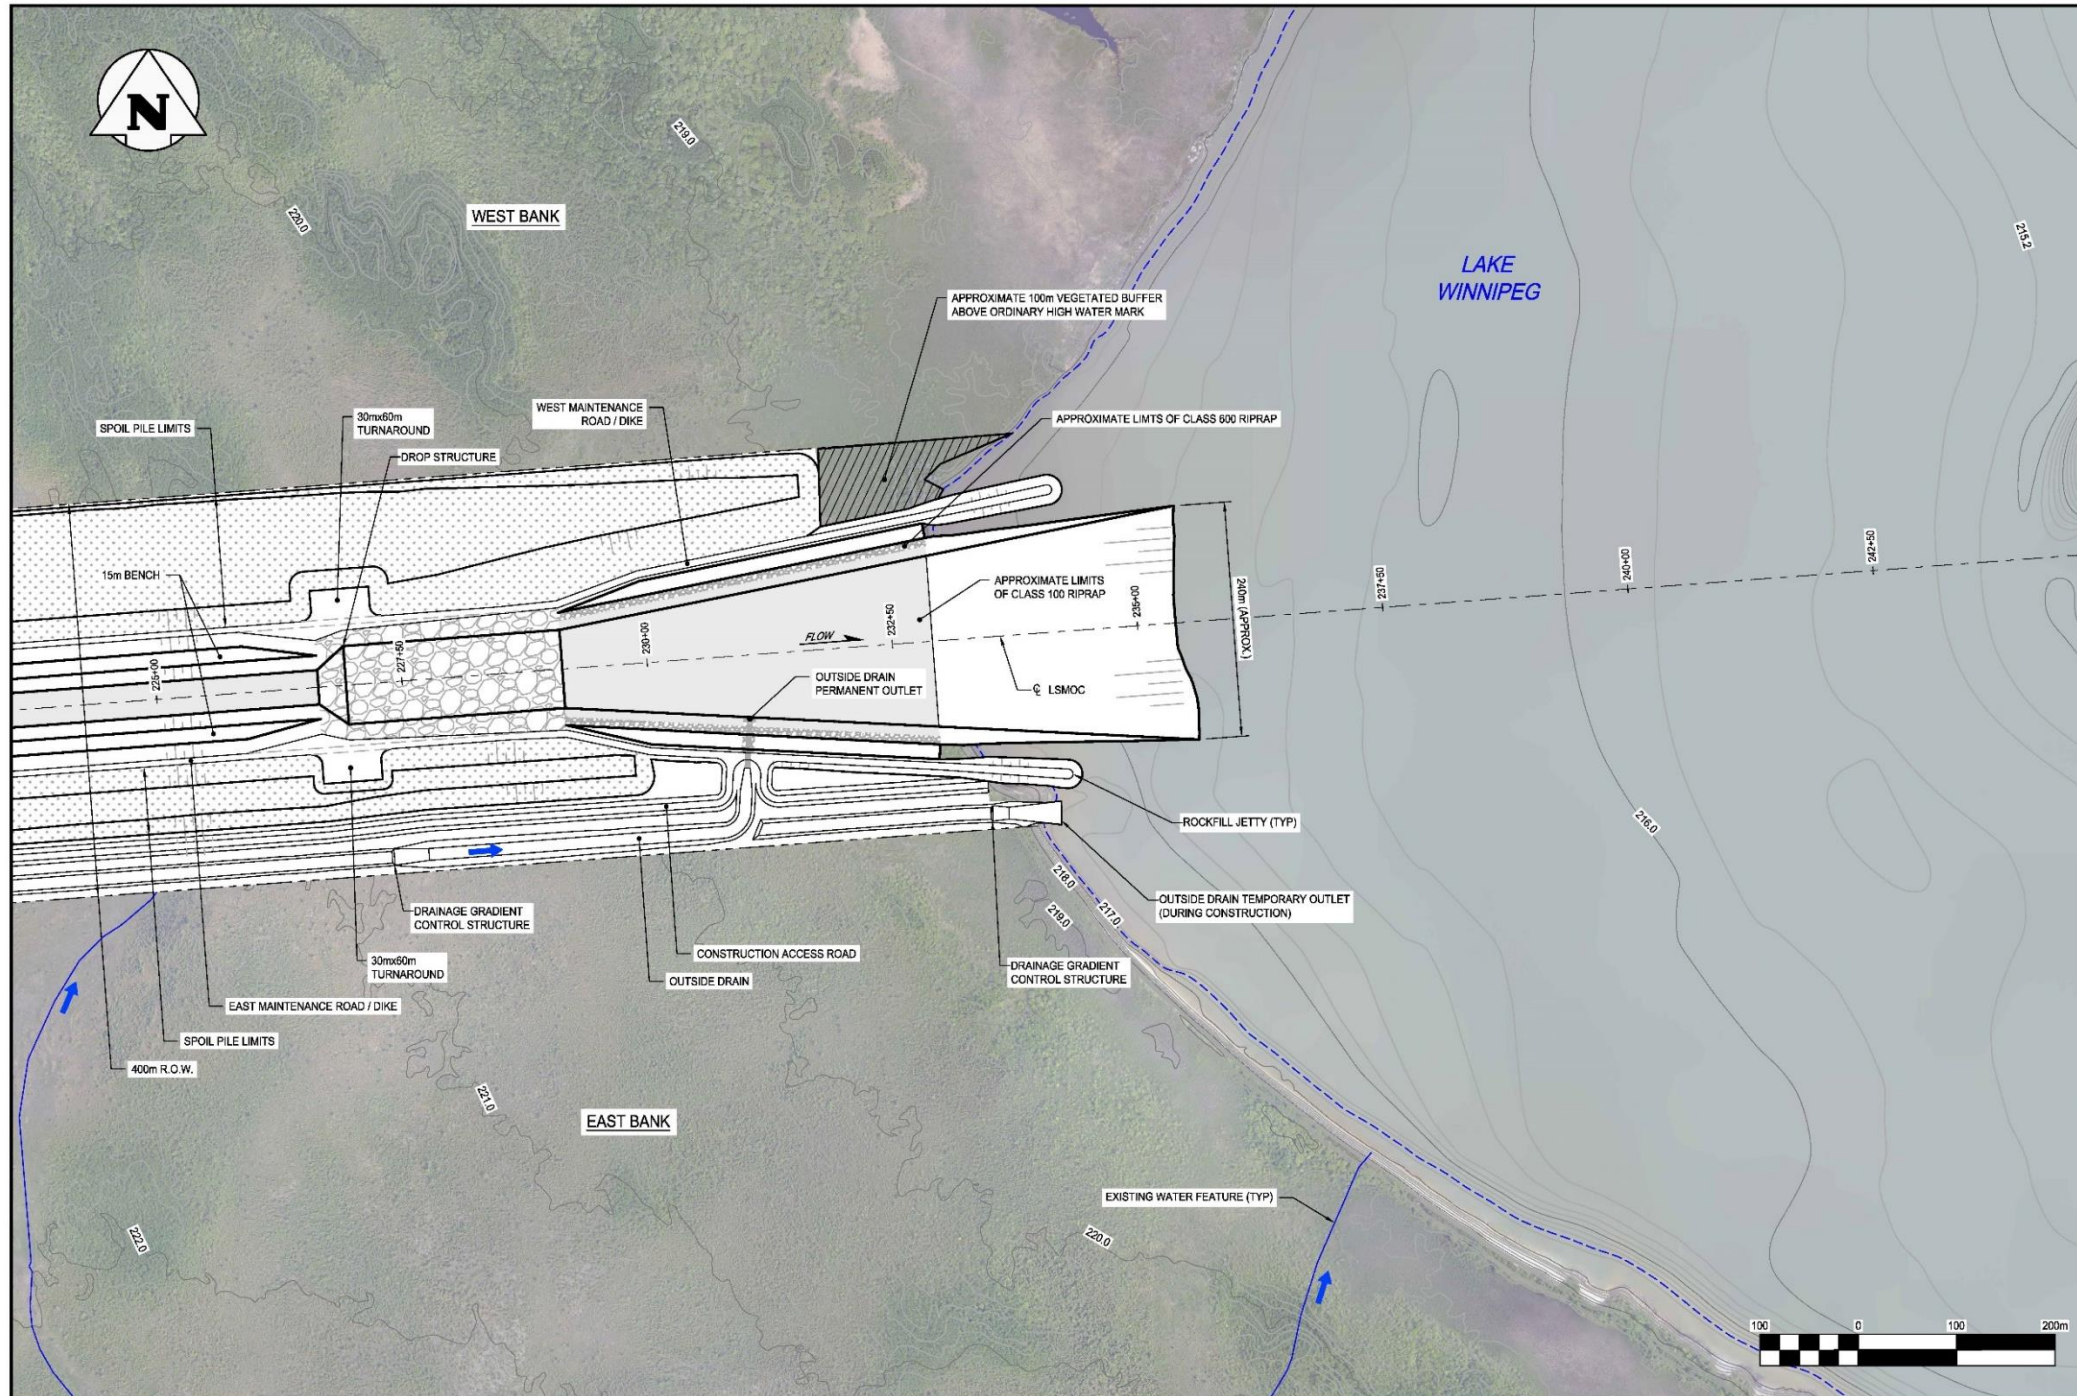 N
219.0
220.0
WEST BANK
215.2
LAKE
WINNIPEG
APPROXIMATE 100m VEGETATED BUFFER
ABOVE ORDINARY HIGH WATER MARK
WEST MAINTENANCE
ROAD / DIKE
30mx60m
TURNAROUND
SPOIL PILE LIMITS
APPROXIMATE LIMTS OF CLASS 600 RIPRAP
DROP STRUCTURE
15m BENCH
APPROXIMATE LIMITS
OF CLASS 100 RIPRAP
240m (APPROX.)
225+00
227+50
230+00
232+50
235+00
237+50
240+00
242+50
FLOW
OUTSIDE DRAIN
PERMANENT OUTLET
℄ LSMOC
ROCKFILL JETTY (TYP)
216.0
218.0
217.0
219.0
OUTSIDE DRAIN TEMPORARY OUTLET
(DURING CONSTRUCTION)
DRAINAGE GRADIENT
CONTROL STRUCTURE
CONSTRUCTION ACCESS ROAD
30mx60m
TURNAROUND
DRAINAGE GRADIENT
CONTROL STRUCTURE
OUTSIDE DRAIN
EAST MAINTENANCE ROAD / DIKE
SPOIL PILE LIMITS
400m R.O.W.
221.0
EAST BANK
EXISTING WATER FEATURE (TYP)
222.0
220.0
100 0 100 200m